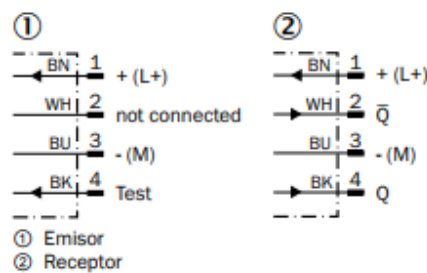 ① ②
BN 1 + (L+) BN 1 + (L+)
WH 2 not connected WH 2 Q̅
BU 3 - (M) BU 3 - (M)
BK 4 Test BK 4 Q
① Emisor
② Receptor